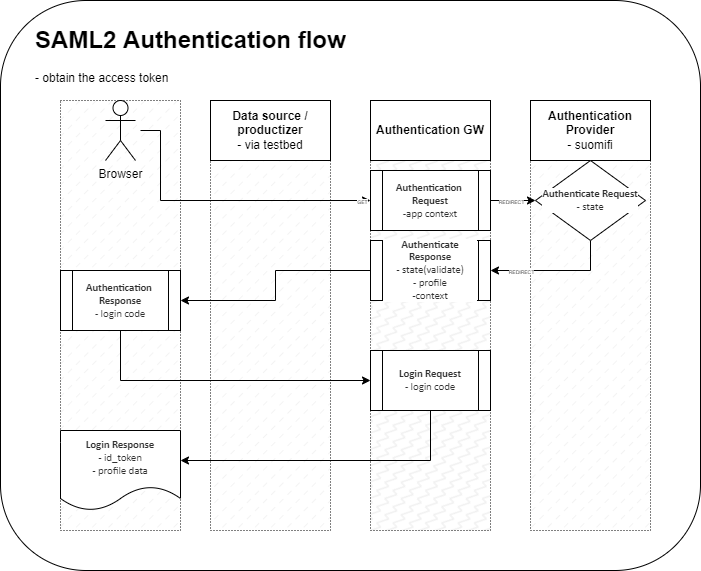 SAML2 Authentication flow
- obtain the access token
Browser
Data source /
productizer
- via testbed
Authentication GW
Authentication
Provider
- suomifi
GET
Authentication
Request
-app context
REDIRECT
Authenticate Request
- state
Authenticate
Response
- state(validate)
- profile
-context
REDIRECT
Authentication
Response
- login code
Login Request
- login code
Login Response
- id_token
- profile data